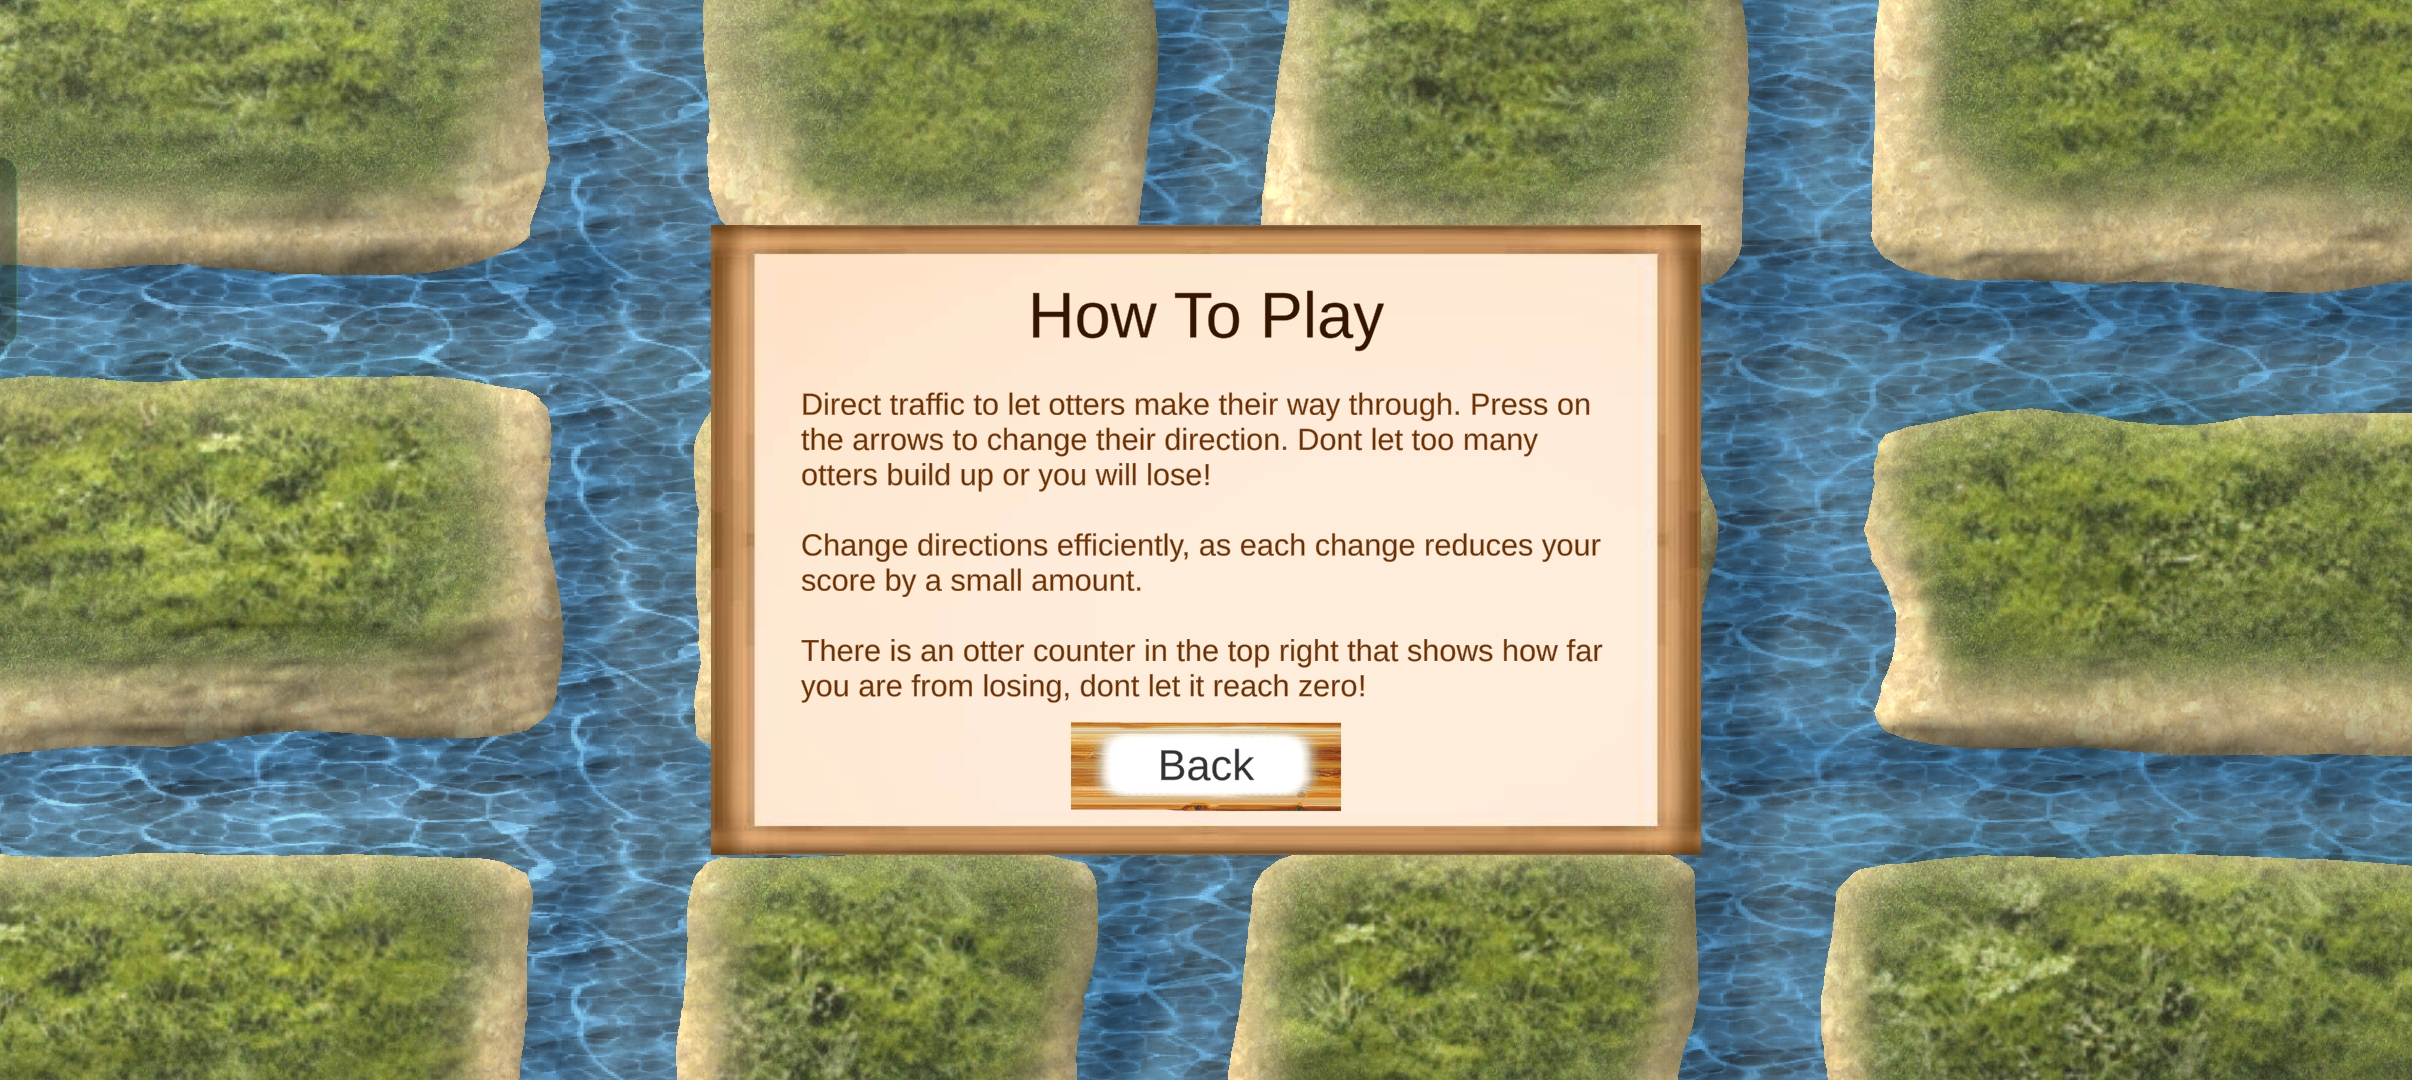 How To Play
Direct traffic to let otters make their way through. Press on
the arrows to change their direction. Dont let too many
otters build up or you will lose!
Change directions efficiently, as each change reduces your
score by a small amount.
There is an otter counter in the top right that shows how far
you are from losing, dont let it reach zero!
Back